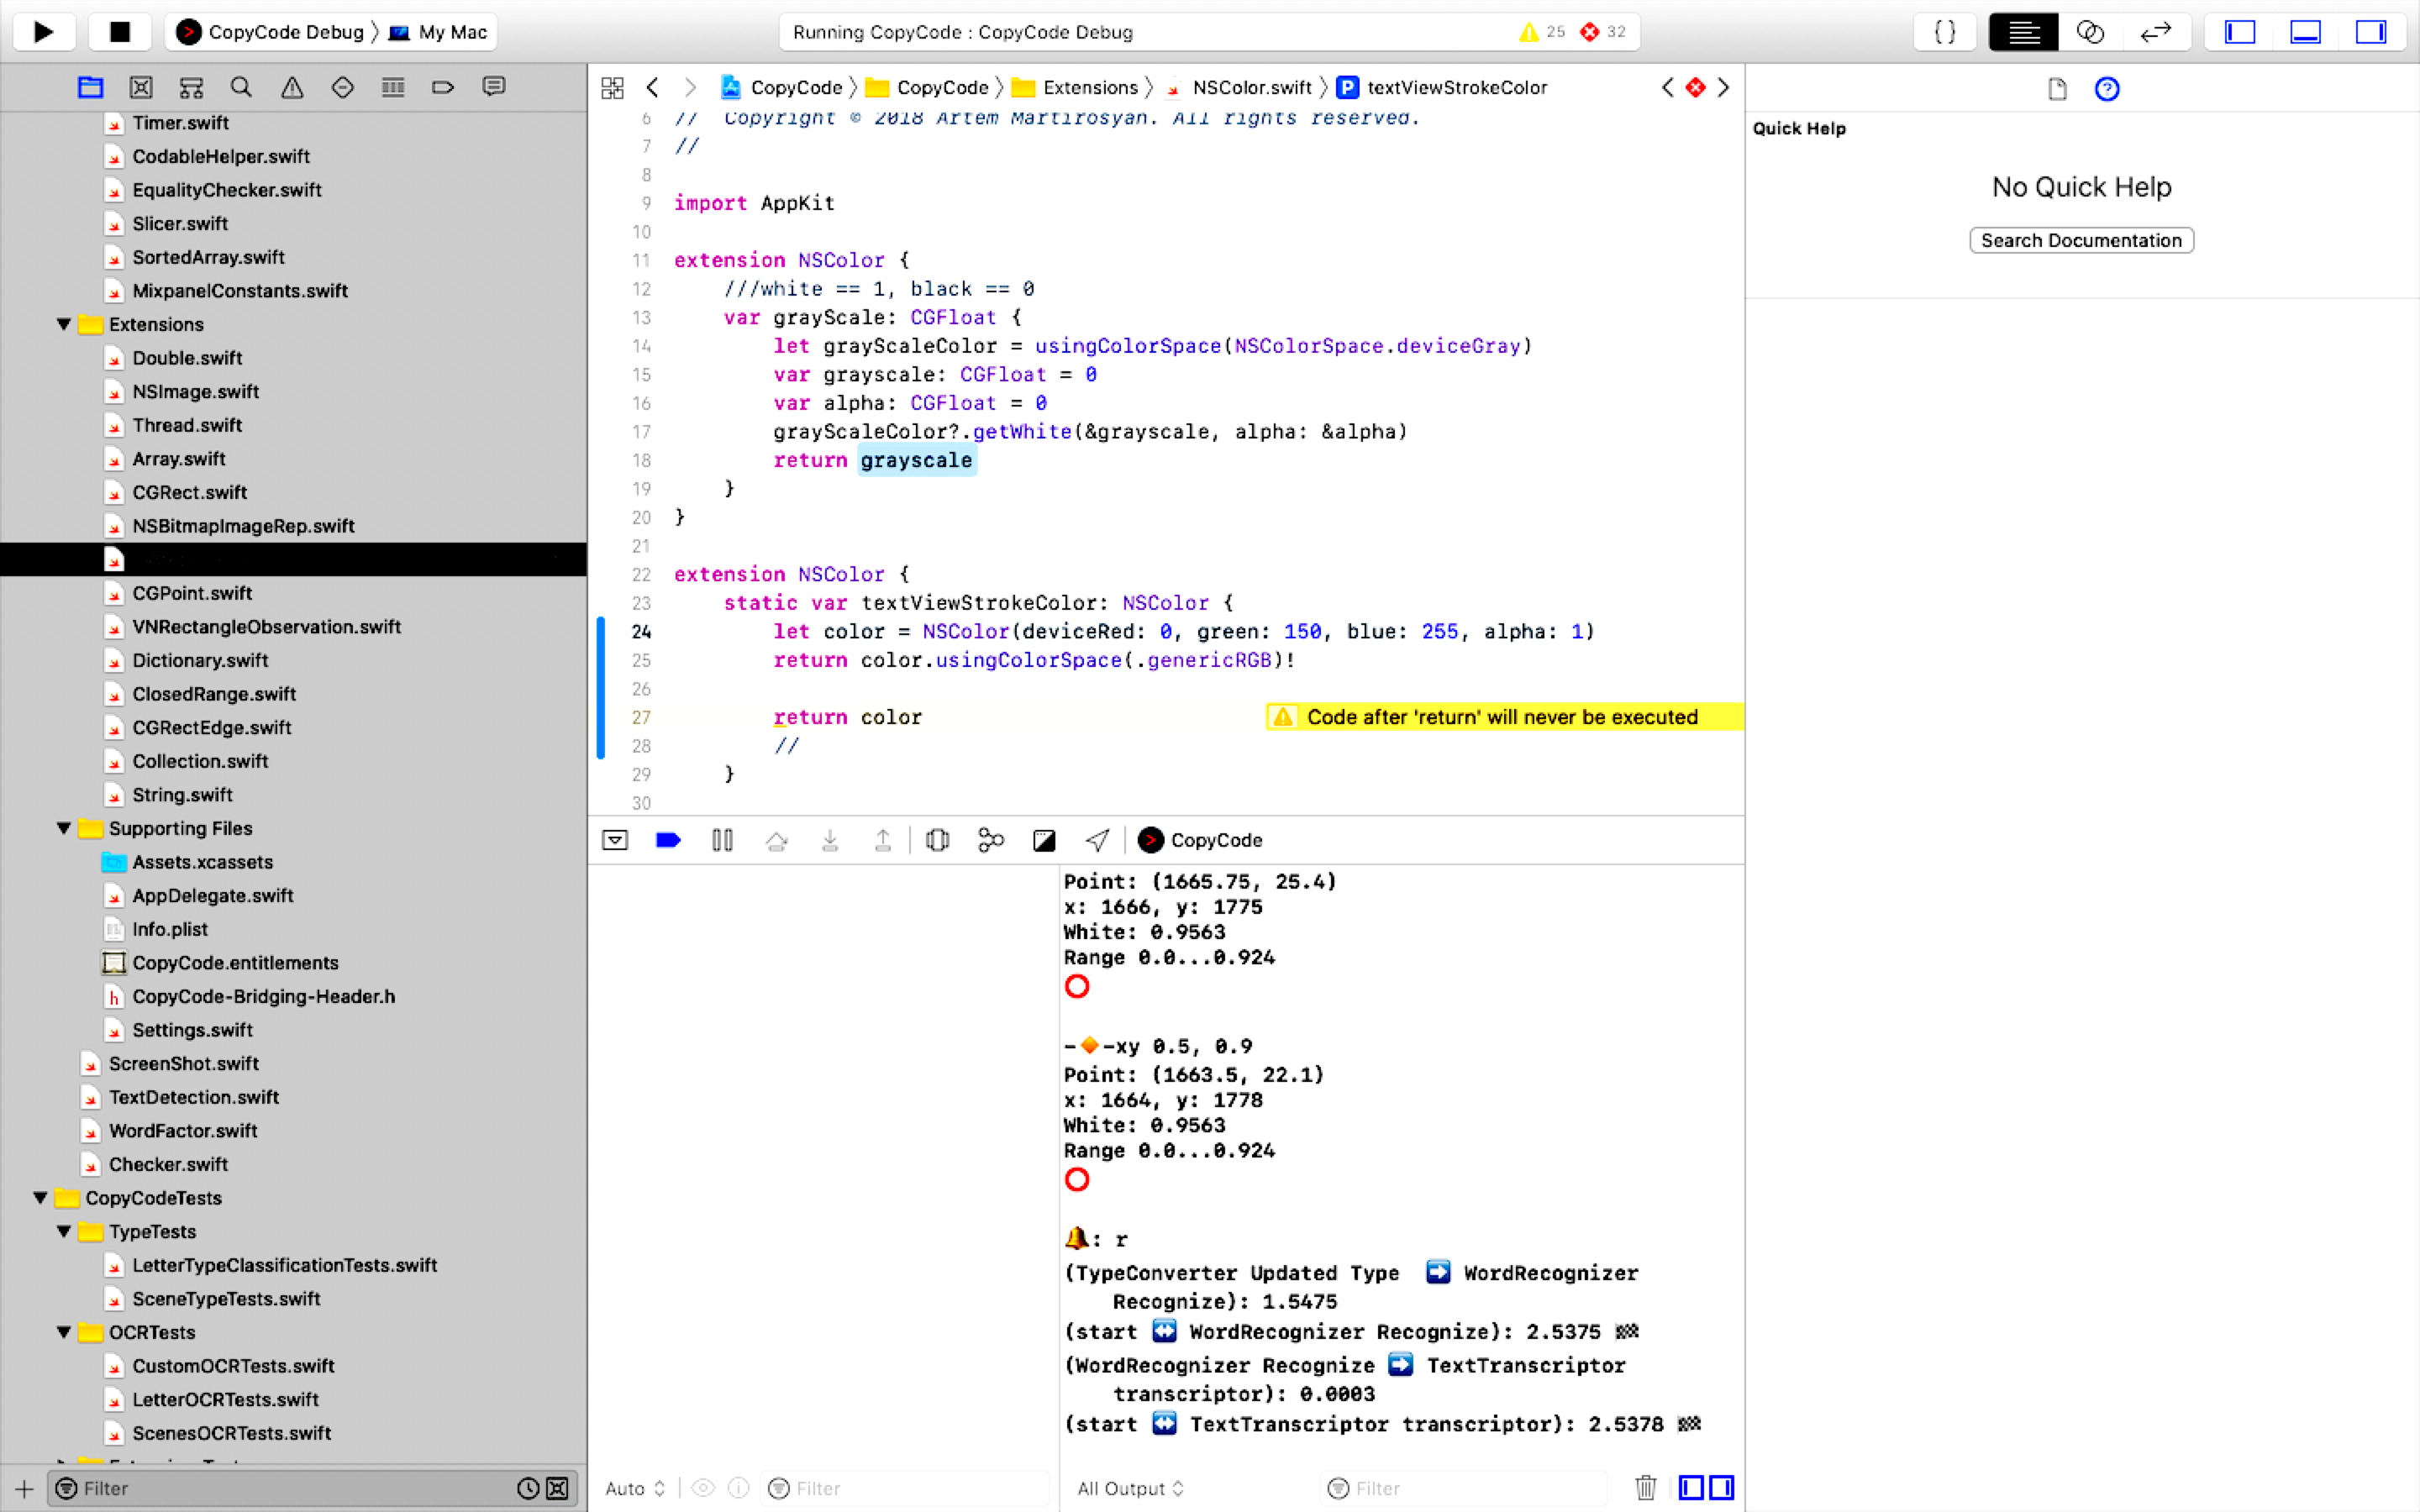 CopyCode Debug 〉 My Mac
Running CopyCode : CopyCode Debug
25 32
{}
Timer.swift
CodableHelper.swift
EqualityChecker.swift
Slicer.swift
SortedArray.swift
MixpanelConstants.swift
Extensions
Double.swift
NSImage.swift
Thread.swift
Array.swift
CGRect.swift
NSBitmapImageRep.swift
CGPoint.swift
VNRectangleObservation.swift
Dictionary.swift
ClosedRange.swift
CGRectEdge.swift
Collection.swift
String.swift
Supporting Files
Assets.xcassets
AppDelegate.swift
Info.plist
CopyCode.entitlements
h CopyCode-Bridging-Header.h
Settings.swift
ScreenShot.swift
TextDetection.swift
WordFactor.swift
Checker.swift
CopyCodeTests
TypeTests
LetterTypeClassificationTests.swift
SceneTypeTests.swift
OCRTests
CustomOCRTests.swift
LetterOCRTests.swift
ScenesOCRTests.swift
Filter
CopyCode 〉 CopyCode 〉 Extensions 〉 NSColor.swift 〉 P textViewStrokeColor
6 //  Copyright © 2018 Artem Martirosyan. All rights reserved.
7 //
8
9 import AppKit
10
11 extension NSColor {
12     ///white == 1, black == 0
13     var grayScale: CGFloat {
14         let grayScaleColor = usingColorSpace(NSColorSpace.deviceGray)
15         var grayscale: CGFloat = 0
16         var alpha: CGFloat = 0
17         grayScaleColor?.getWhite(&grayscale, alpha: &alpha)
18         return grayscale
19     }
20 }
21
22 extension NSColor {
23     static var textViewStrokeColor: NSColor {
24         let color = NSColor(deviceRed: 0, green: 150, blue: 255, alpha: 1)
25         return color.usingColorSpace(.genericRGB)!
26
27         return color Code after 'return' will never be executed
28         //
29     }
30
CopyCode
Point: (1665.75, 25.4)
x: 1666, y: 1775
White: 0.9563
Range 0.0...0.924
⭕
-🔶-xy 0.5, 0.9
Point: (1663.5, 22.1)
x: 1664, y: 1778
White: 0.9563
Range 0.0...0.924
⭕
🔔: r
(TypeConverter Updated Type ➡️ WordRecognizer
Recognize): 1.5475
(start ↔️ WordRecognizer Recognize): 2.5375 🏁
(WordRecognizer Recognize ➡️ TextTranscriptor
transcriptor): 0.0003
(start ↔️ TextTranscriptor transcriptor): 2.5378 🏁
Auto Filter
All Output Filter
Quick Help
No Quick Help
Search Documentation